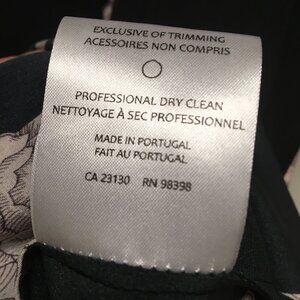 EXCLUSIVE OF TRIMMING
ACESSOIRES NON COMPRIS
PROFESSIONAL DRY CLEAN
NETTOYAGE À SEC PROFESSIONNEL
MADE IN PORTUGAL
FAIT AU PORTUGAL
CA 23130 RN 98398